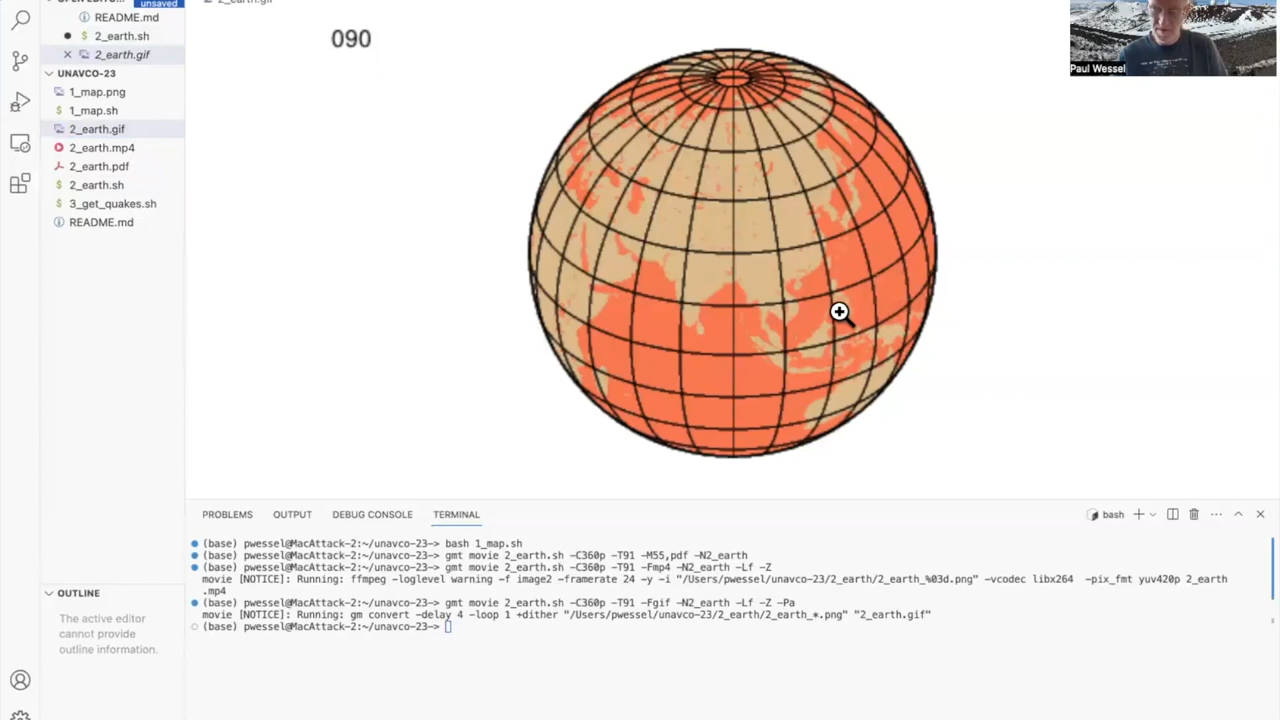 OPEN EDITO...
unsaved
README.md
2_earth.sh
2_earth.gif
UNAVCO-23
1_map.png
1_map.sh
2_earth.gif
2_earth.mp4
2_earth.pdf
2_earth.sh
3_get_quakes.sh
README.md
OUTLINE
The active editor
cannot provide
outline information.
2_earth.gif
090
Paul Wessel
PROBLEMS OUTPUT DEBUG CONSOLE TERMINAL
bash
(base) pwessel@MacAttack-2:~/unavco-23-> bash 1_map.sh
(base) pwessel@MacAttack-2:~/unavco-23-> gmt movie 2_earth.sh -C360p -T91 -M55,pdf -N2_earth
(base) pwessel@MacAttack-2:~/unavco-23-> gmt movie 2_earth.sh -C360p -T91 -Fmp4 -N2_earth -Lf -Z
movie [NOTICE]: Running: ffmpeg -loglevel warning -f image2 -framerate 24 -y -i "/Users/pwessel/unavco-23/2_earth/2_earth_%03d.png" -vcodec libx264 -pix_fmt yuv420p 2_earth
.mp4
(base) pwessel@MacAttack-2:~/unavco-23-> gmt movie 2_earth.sh -C360p -T91 -Fgif -N2_earth -Lf -Z -Pa
movie [NOTICE]: Running: gm convert -delay 4 -loop 1 +dither "/Users/pwessel/unavco-23/2_earth/2_earth_*.png" "2_earth.gif"
(base) pwessel@MacAttack-2:~/unavco-23->